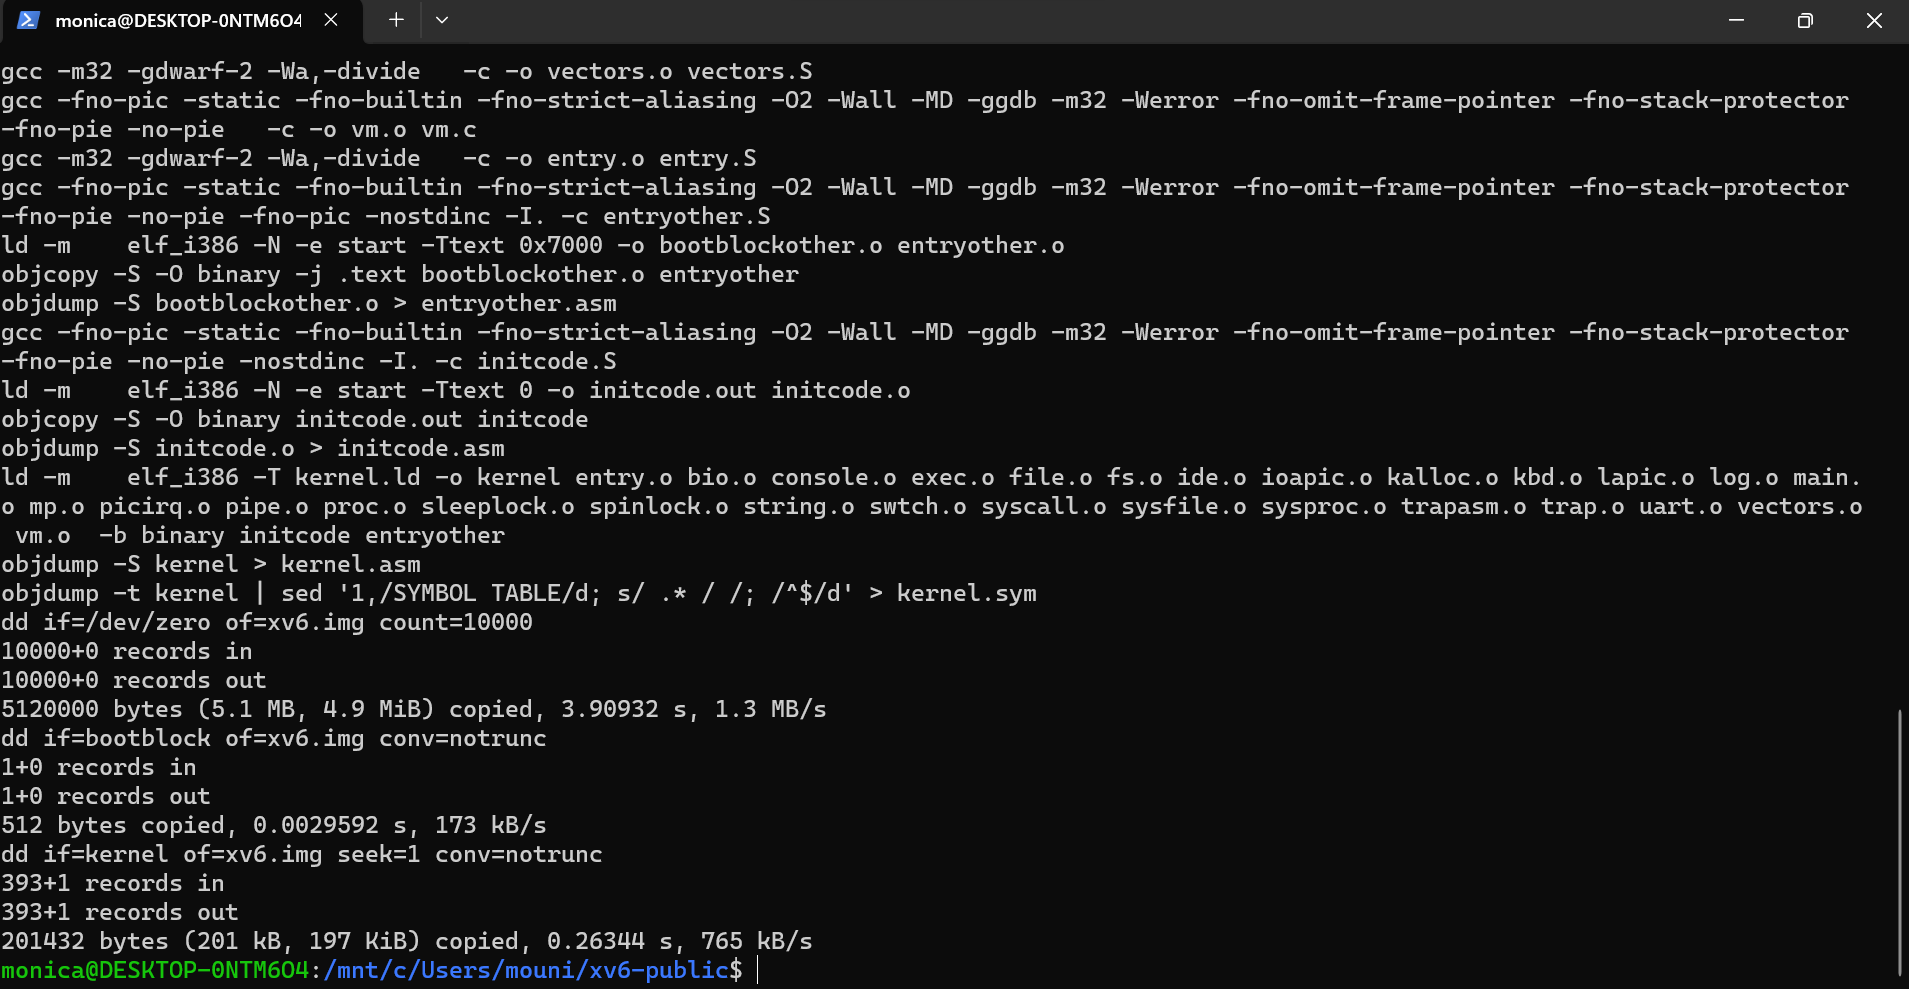 monica@DESKTOP-0NTM6O4
gcc -m32 -gdwarf-2 -Wa,-divide   -c -o vectors.o vectors.S
gcc -fno-pic -static -fno-builtin -fno-strict-aliasing -O2 -Wall -MD -ggdb -m32 -Werror -fno-omit-frame-pointer -fno-stack-protector
-fno-pie -no-pie   -c -o vm.o vm.c
gcc -m32 -gdwarf-2 -Wa,-divide   -c -o entry.o entry.S
gcc -fno-pic -static -fno-builtin -fno-strict-aliasing -O2 -Wall -MD -ggdb -m32 -Werror -fno-omit-frame-pointer -fno-stack-protector
-fno-pie -no-pie -fno-pic -nostdinc -I. -c entryother.S
ld -m    elf_i386 -N -e start -Ttext 0x7000 -o bootblockother.o entryother.o
objcopy -S -O binary -j .text bootblockother.o entryother
objdump -S bootblockother.o > entryother.asm
gcc -fno-pic -static -fno-builtin -fno-strict-aliasing -O2 -Wall -MD -ggdb -m32 -Werror -fno-omit-frame-pointer -fno-stack-protector
-fno-pie -no-pie -nostdinc -I. -c initcode.S
ld -m    elf_i386 -N -e start -Ttext 0 -o initcode.out initcode.o
objcopy -S -O binary initcode.out initcode
objdump -S initcode.o > initcode.asm
ld -m    elf_i386 -T kernel.ld -o kernel entry.o bio.o console.o exec.o file.o fs.o ide.o ioapic.o kalloc.o kbd.o lapic.o log.o main.
o mp.o picirq.o pipe.o proc.o sleeplock.o spinlock.o string.o swtch.o syscall.o sysfile.o sysproc.o trapasm.o trap.o uart.o vectors.o
 vm.o  -b binary initcode entryother
objdump -S kernel > kernel.asm
objdump -t kernel | sed '1,/SYMBOL TABLE/d; s/ .* / /; /^$/d' > kernel.sym
dd if=/dev/zero of=xv6.img count=10000
10000+0 records in
10000+0 records out
5120000 bytes (5.1 MB, 4.9 MiB) copied, 3.90932 s, 1.3 MB/s
dd if=bootblock of=xv6.img conv=notrunc
1+0 records in
1+0 records out
512 bytes copied, 0.0029592 s, 173 kB/s
dd if=kernel of=xv6.img seek=1 conv=notrunc
393+1 records in
393+1 records out
201432 bytes (201 kB, 197 KiB) copied, 0.26344 s, 765 kB/s
monica@DESKTOP-0NTM6O4:/mnt/c/Users/mouni/xv6-public$